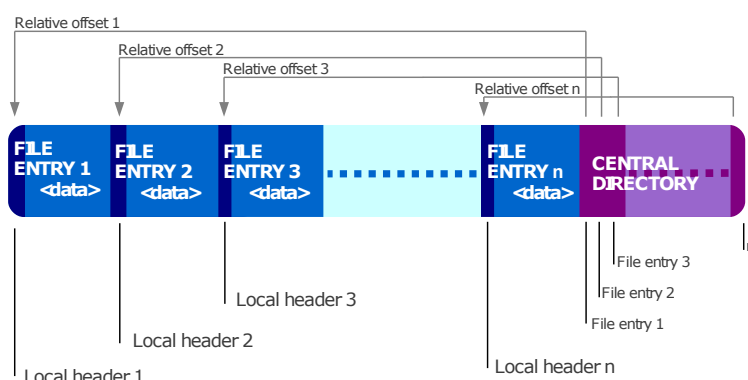 Relative offset 1
Relative offset 2
Relative offset 3
Relative offset n
FILE
ENTRY 1
<data>
FILE
ENTRY 2
<data>
FILE
ENTRY 3
<data>
FILE
ENTRY n
<data>
CENTRAL
DIRECTORY
File entry 3
File entry 2
File entry 1
Local header 3
Local header 2
Local header n
Local header 1